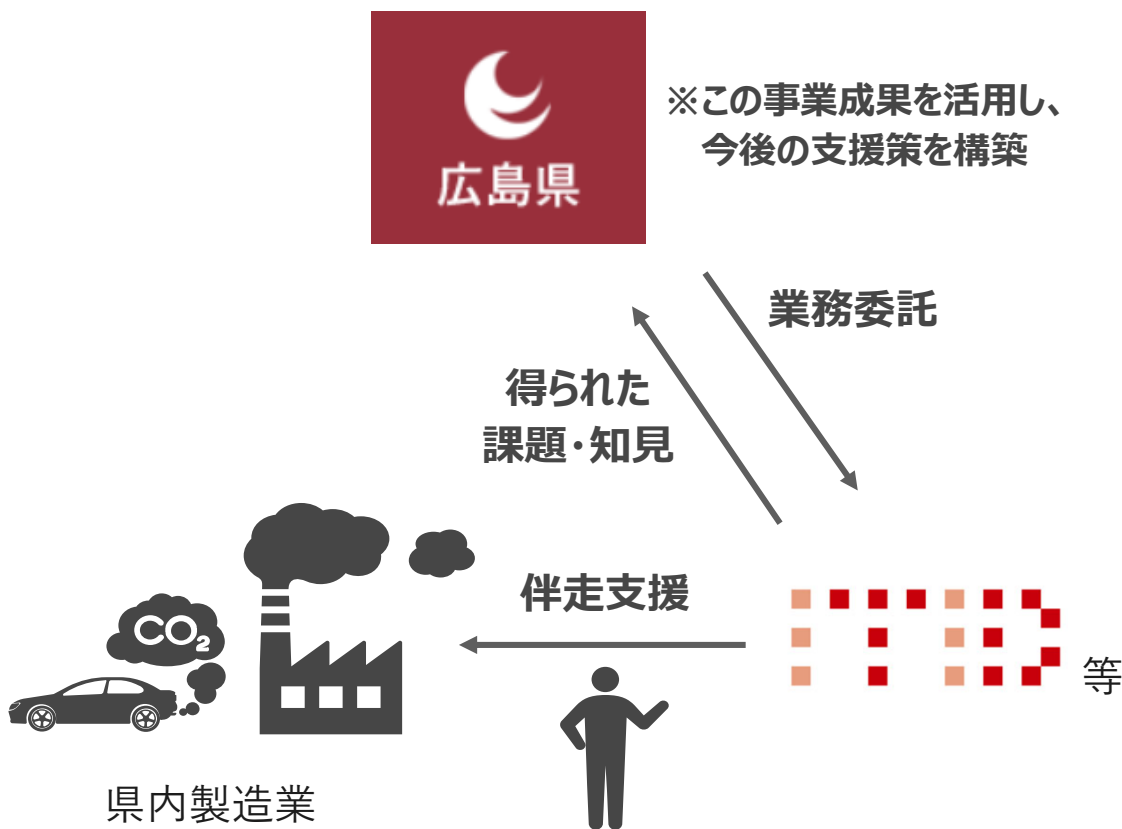 広島県
※この事業成果を活用し、
今後の支援策を構築
業務委託
得られた
課題・知見
伴走支援
CO₂
ITID
等
県内製造業